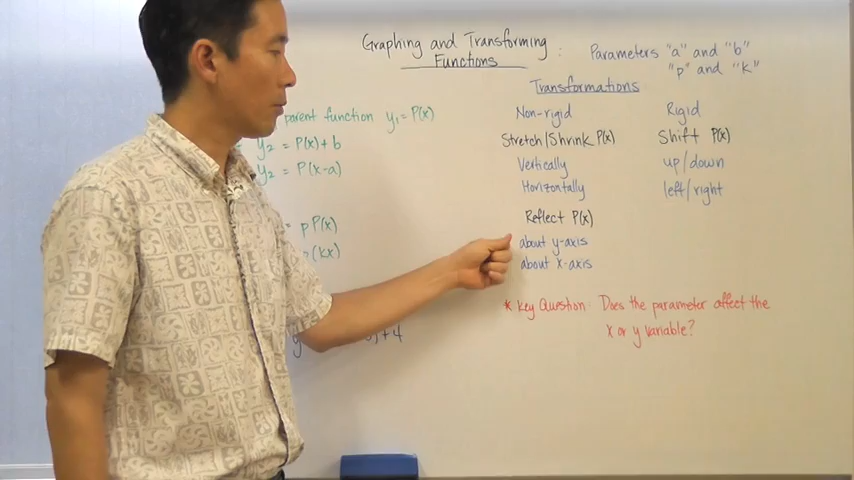 Graphing and Transforming Functions : Parameters "a" and "b"
"p" and "k"
parent function y₁ = P(x)
y₂ = P(x)+b
y₂ = P(x-a)
pP(x)
P(kx)
+4
Transformations
Non-rigid Rigid
Stretch/Shrink P(x) Shift P(x)
Vertically up/down
Horizontally left/right
Reflect P(x)
about y-axis
about x-axis
* Key Question: Does the parameter affect the
x or y variable?